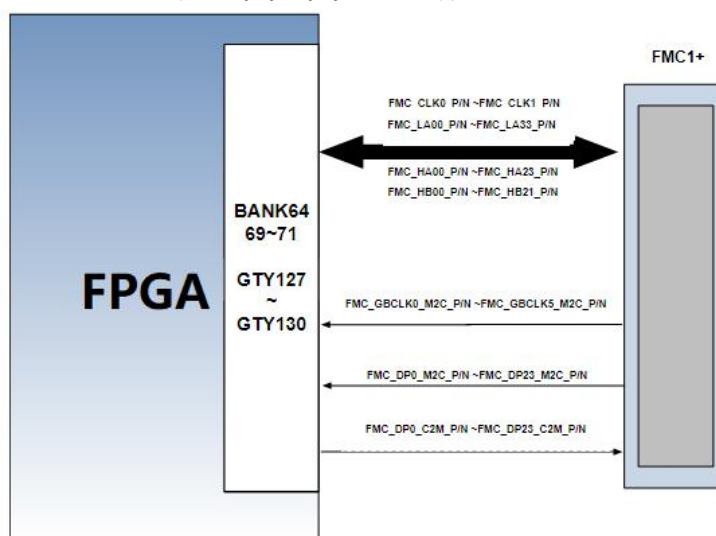 FMC1+
FMC_CLK0_P/N ~FMC_CLK1_P/N
FMC_LA00_P/N ~FMC_LA33_P/N
FMC_HA00_P/N ~FMC_HA23_P/N
FMC_HB00_P/N ~FMC_HB21_P/N
BANK64
69~71
FPGA
GTY127
~
GTY130
FMC_GBCLK0_M2C_P/N ~FMC_GBCLK5_M2C_P/N
FMC_DP0_M2C_P/N ~FMC_DP23_M2C_P/N
FMC_DP0_C2M_P/N ~FMC_DP23_C2M_P/N